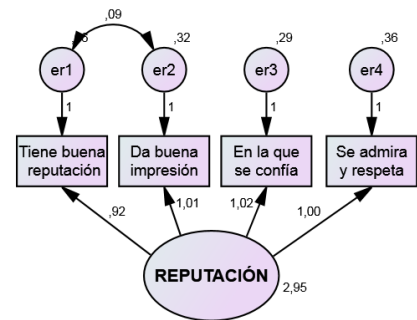 ,09
,32
,29
,36
er1
er2
er3
er4
1
1
1
1
Tiene buena
reputación
Da buena
impresión
En la que
se confía
Se admira
y respeta
,92
1,01
1,02
1,00
REPUTACIÓN
2,95